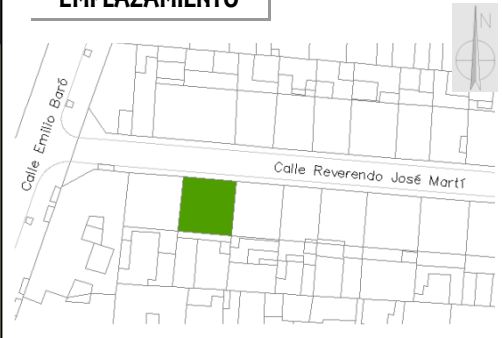 EMPLAZAMIENTO
N
Calle Emilio Baró
Calle Reverendo José Martí